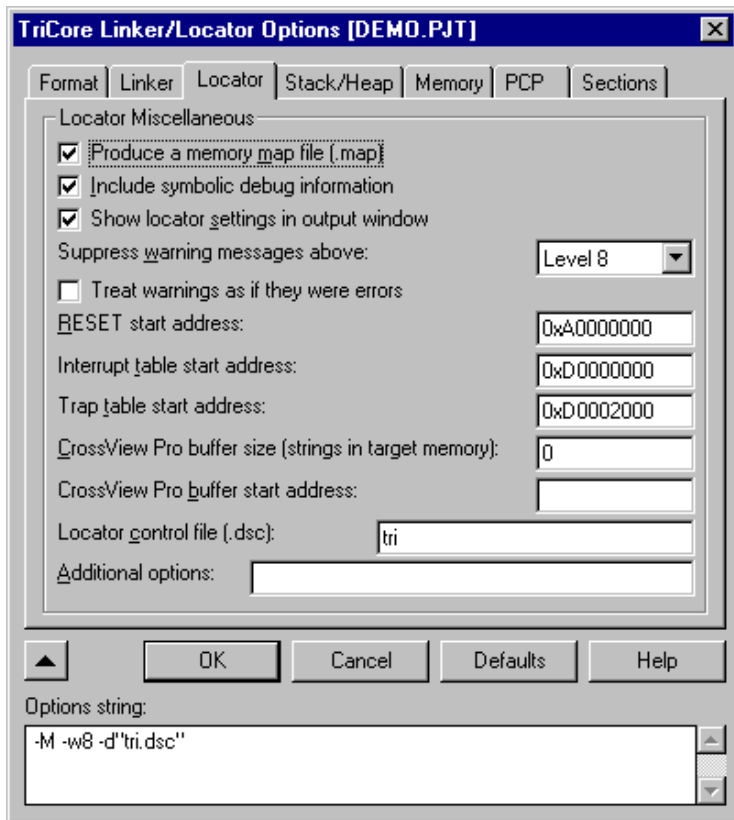 TriCore Linker/Locator Options [DEMO.PJT]
Format Linker Locator Stack/Heap Memory PCP Sections
Locator Miscellaneous
Produce a memory map file (.map)
Include symbolic debug information
Show locator settings in output window
Suppress warning messages above: Level 8
Treat warnings as if they were errors
RESET start address: 0xA0000000
Interrupt table start address: 0xD0000000
Trap table start address: 0xD0002000
CrossView Pro buffer size (strings in target memory): 0
CrossView Pro buffer start address:
Locator control file (.dsc): tri
Additional options:
OK Cancel Defaults Help
Options string:
-M -w8 -d"tri.dsc"